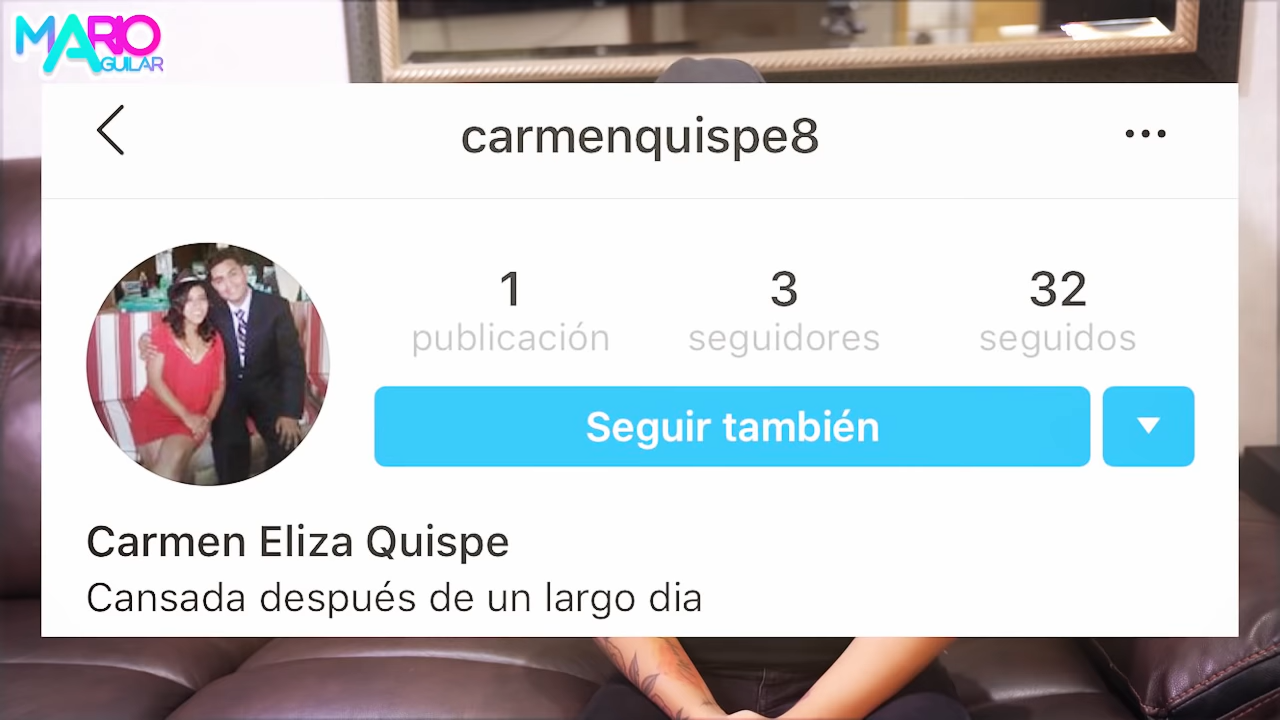 MARIO
AGUILAR
carmenquispe8
1
publicación
3
seguidores
32
seguidos
Seguir también
Carmen Eliza Quispe
Cansada después de un largo dia